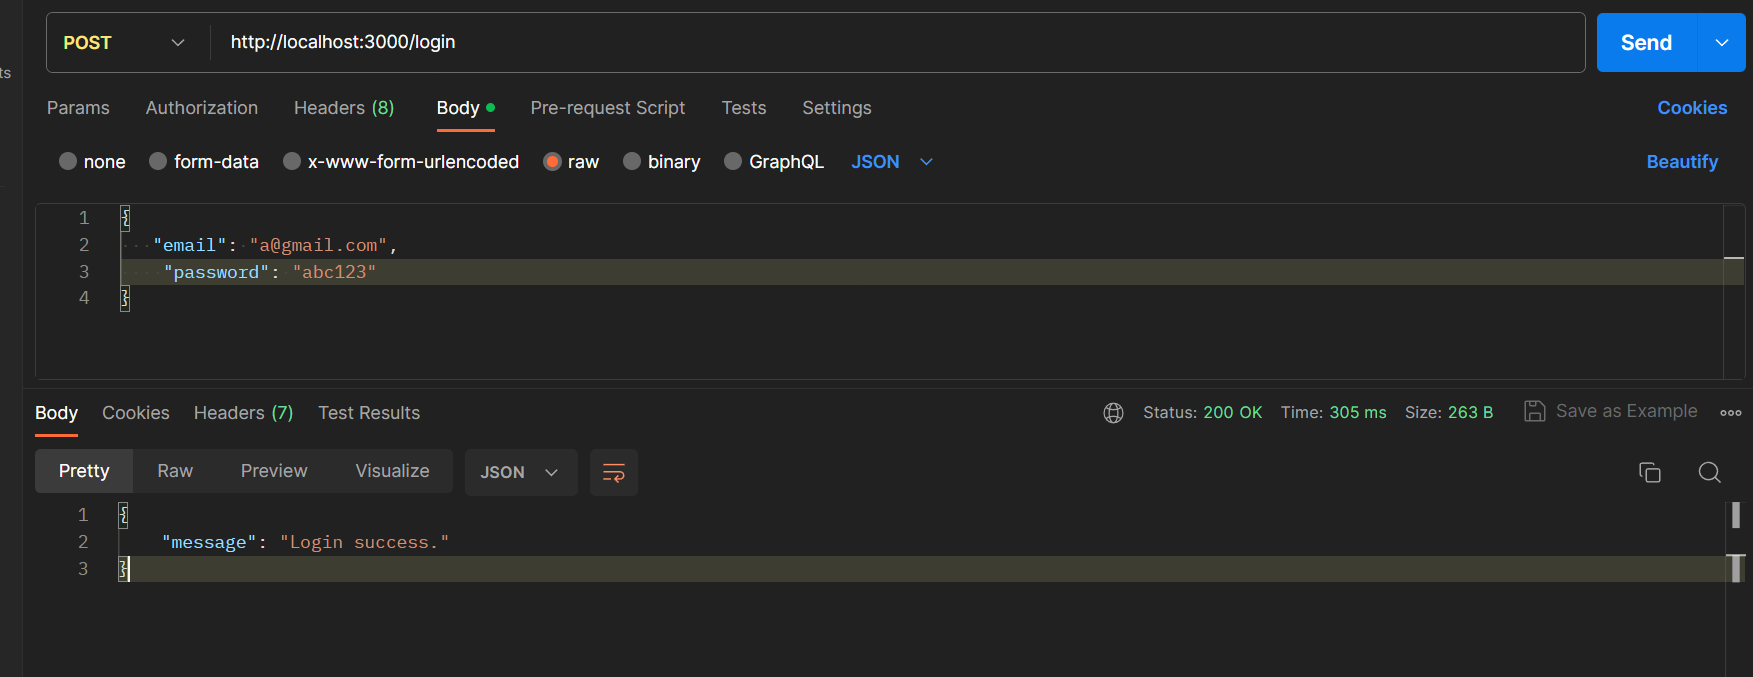 POST http://localhost:3000/login Send
ts
Params Authorization Headers (8) Body Pre-request Script Tests Settings Cookies
none form-data x-www-form-urlencoded raw binary GraphQL JSON Beautify
1 {
2 "email": "a@gmail.com",
3 "password": "abc123"
4 }
Body Cookies Headers (7) Test Results Status: 200 OK Time: 305 ms Size: 263 B Save as Example
Pretty Raw Preview Visualize JSON
1 {
2 "message": "Login success."
3 }